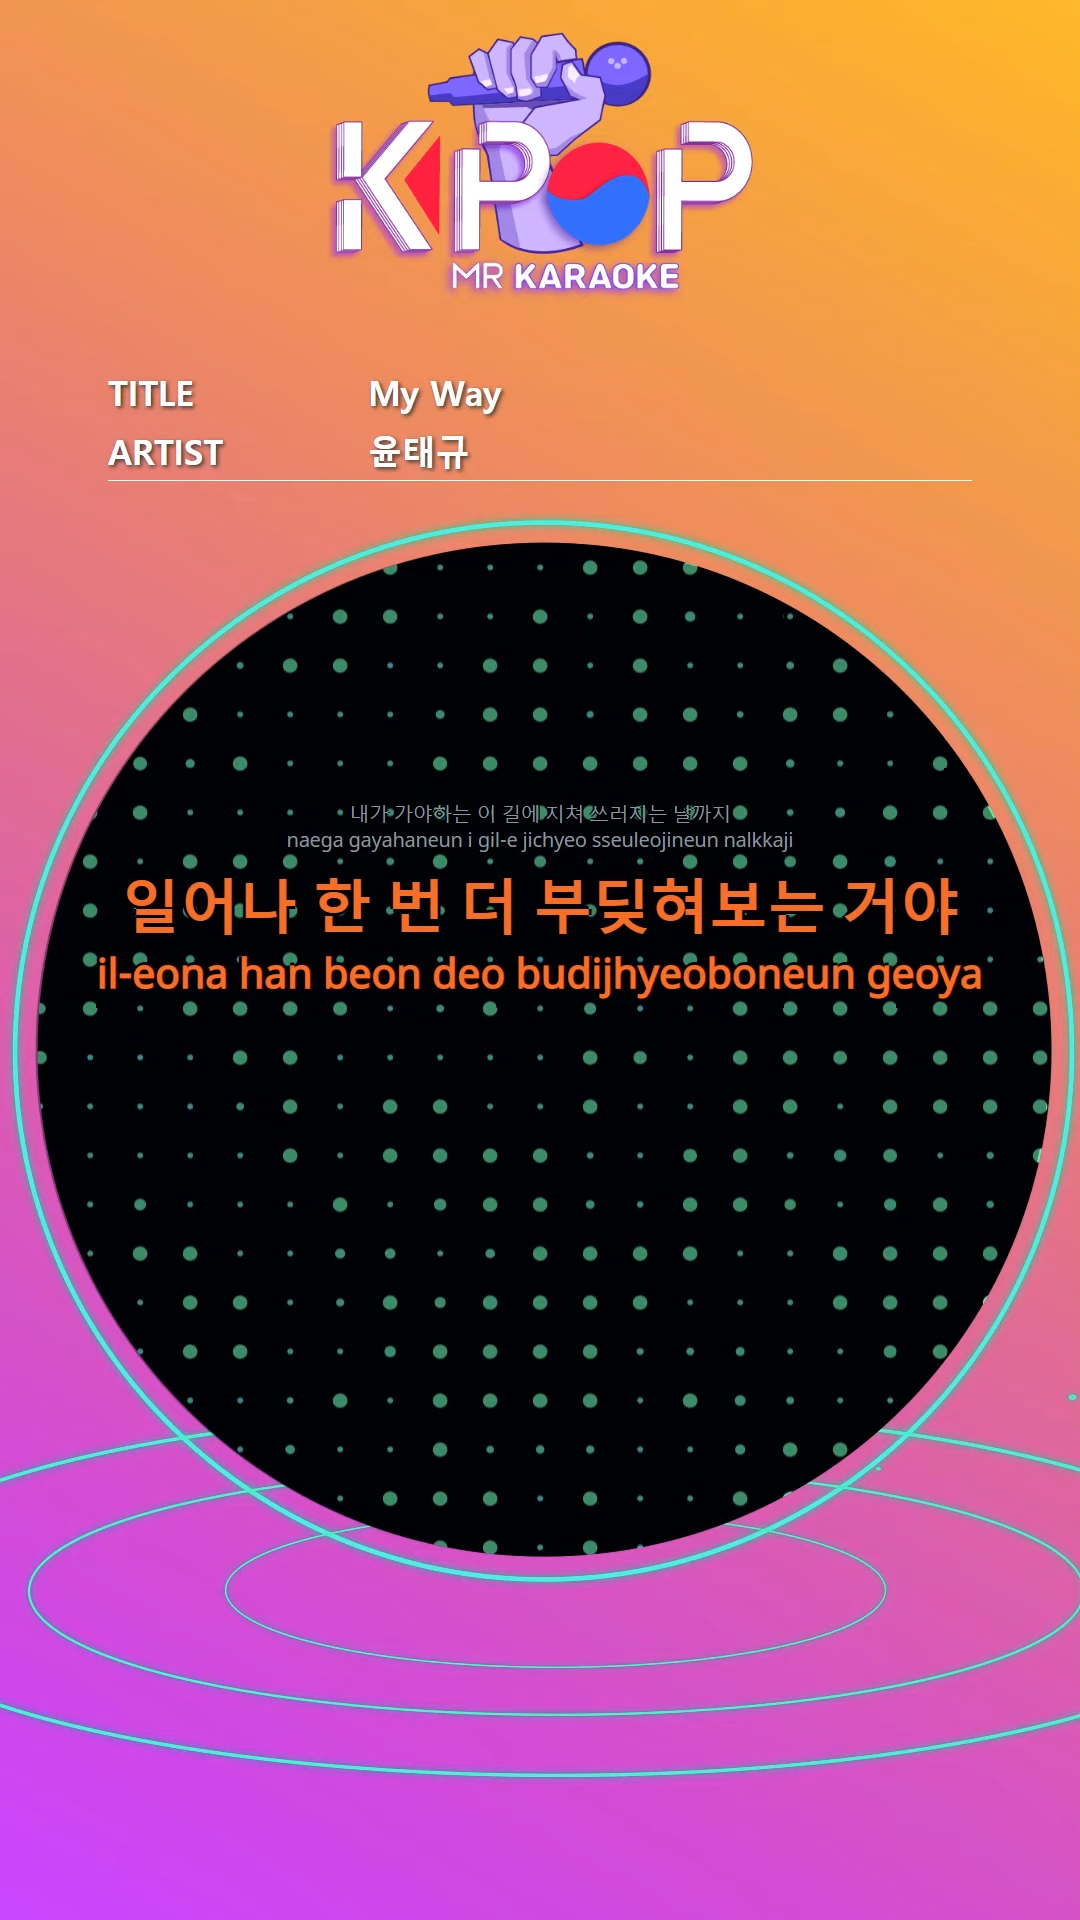 KPOP
MR KARAOKE
TITLE My Way
ARTIST 윤태규
내가 가야하는 이 길에 지쳐 쓰러지는 날까지
naega gayahaneun i gil-e jichyeo sseuleojineun nalkkaji
일어나 한 번 더 부딪혀보는 거야
il-eona han beon deo budijhyeoboneun geoya